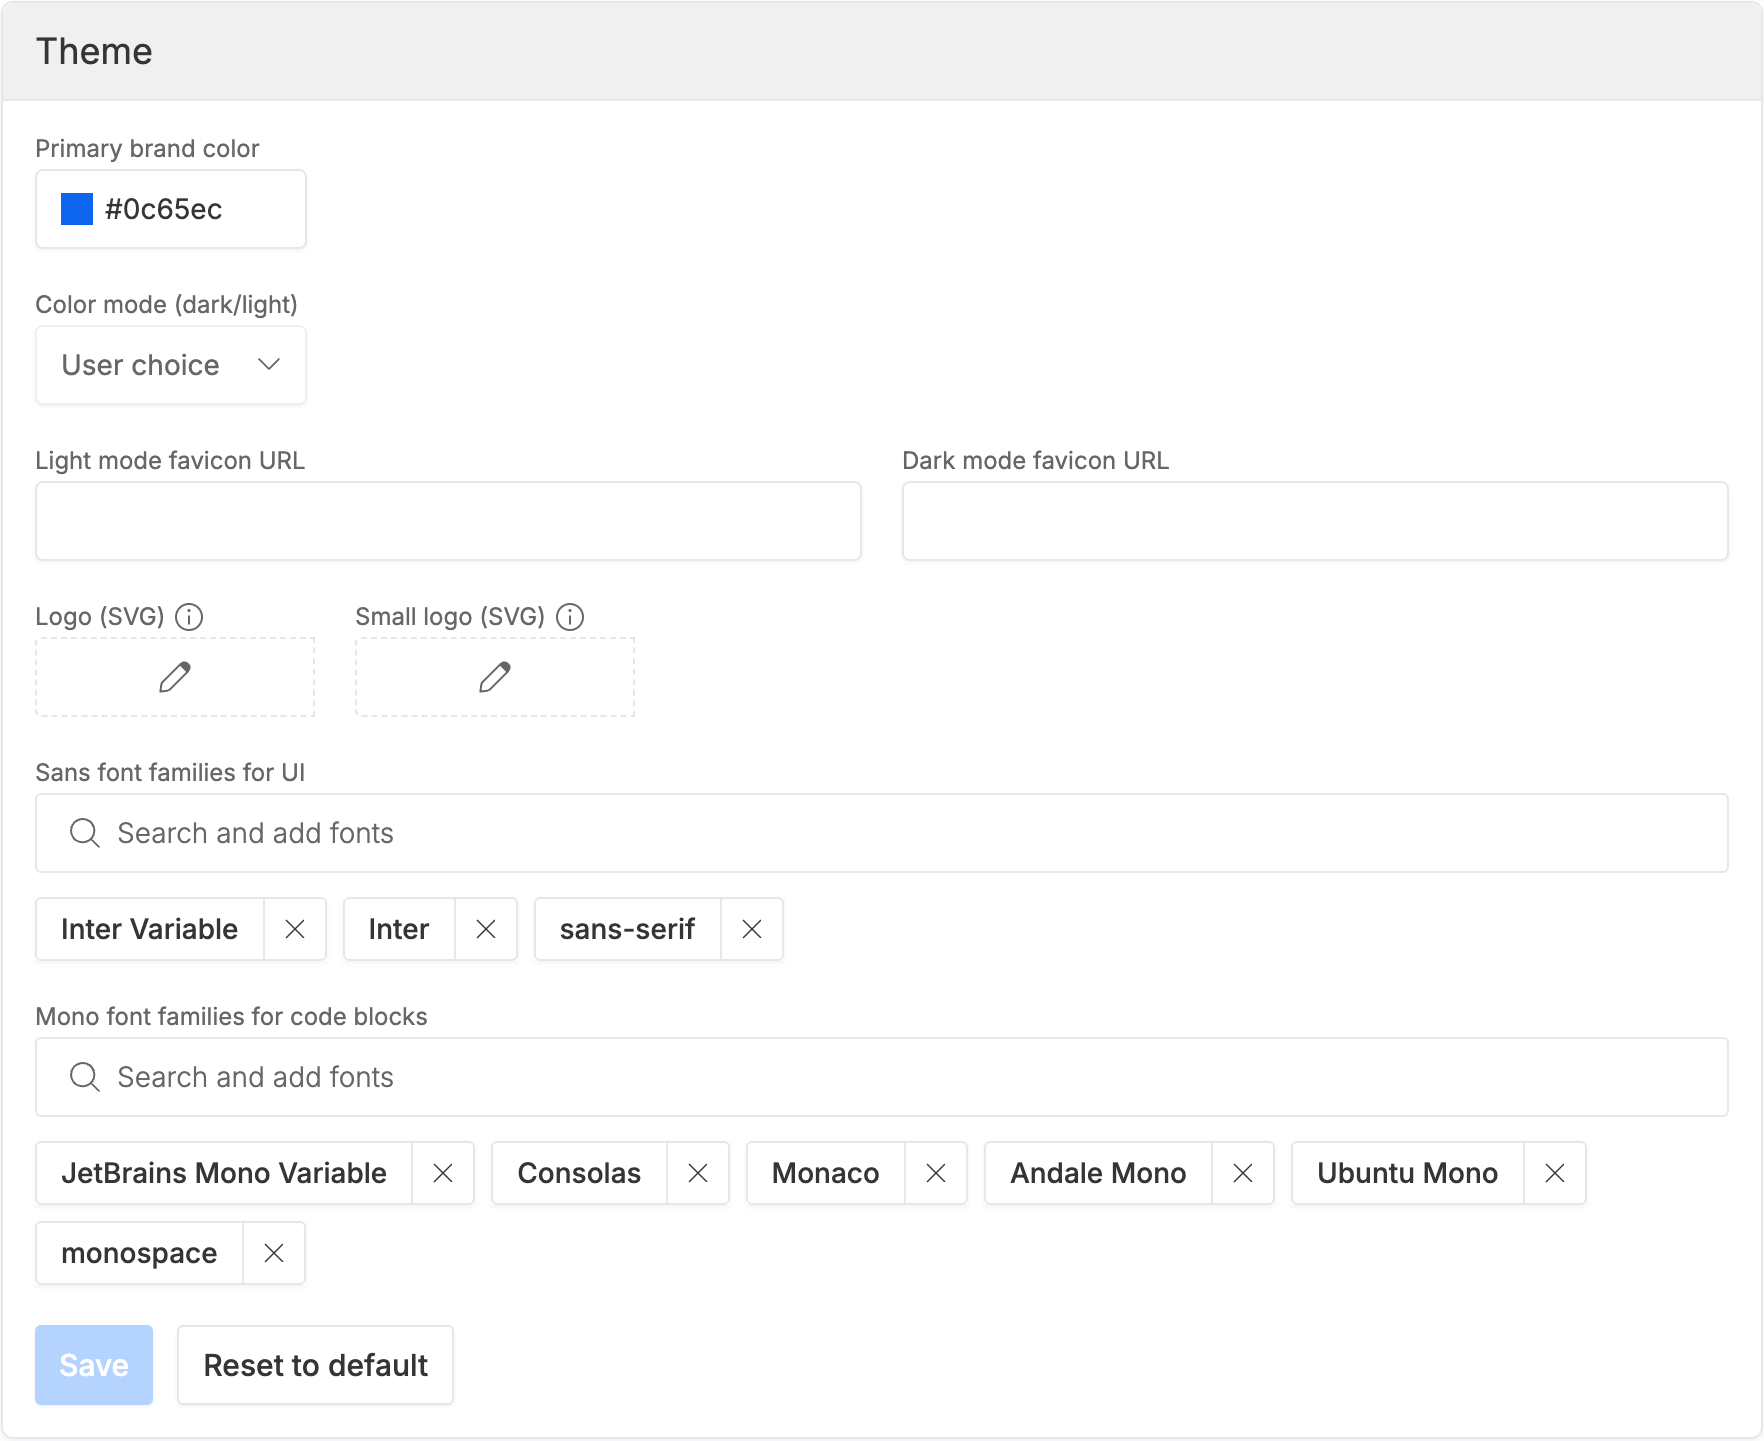 Theme
Primary brand color
#0c65ec
Color mode (dark/light)
User choice
Light mode favicon URL
Dark mode favicon URL
Logo (SVG)
Small logo (SVG)
Sans font families for UI
Search and add fonts
Inter Variable
Inter
sans-serif
Mono font families for code blocks
Search and add fonts
JetBrains Mono Variable
Consolas
Monaco
Andale Mono
Ubuntu Mono
monospace
Save
Reset to default